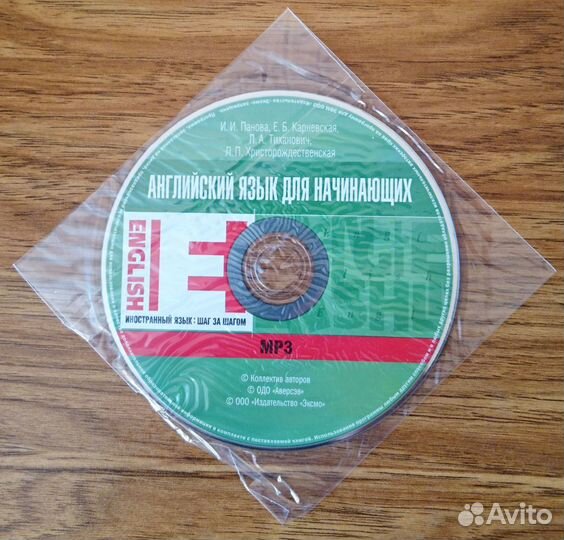 И. И. Панова, Е. Б. Карневская,
Л. А. Тиханович,
Л. П. Христорождественская
АНГЛИЙСКИЙ ЯЗЫК ДЛЯ НАЧИНАЮЩИХ
ENGLISH
E
ИНОСТРАННЫЙ ЯЗЫК: ШАГ ЗА ШАГОМ
MP3
© Коллектив авторов
© ОДО «Аверсэв»
© ООО «Издательство «Эксмо»
Avito